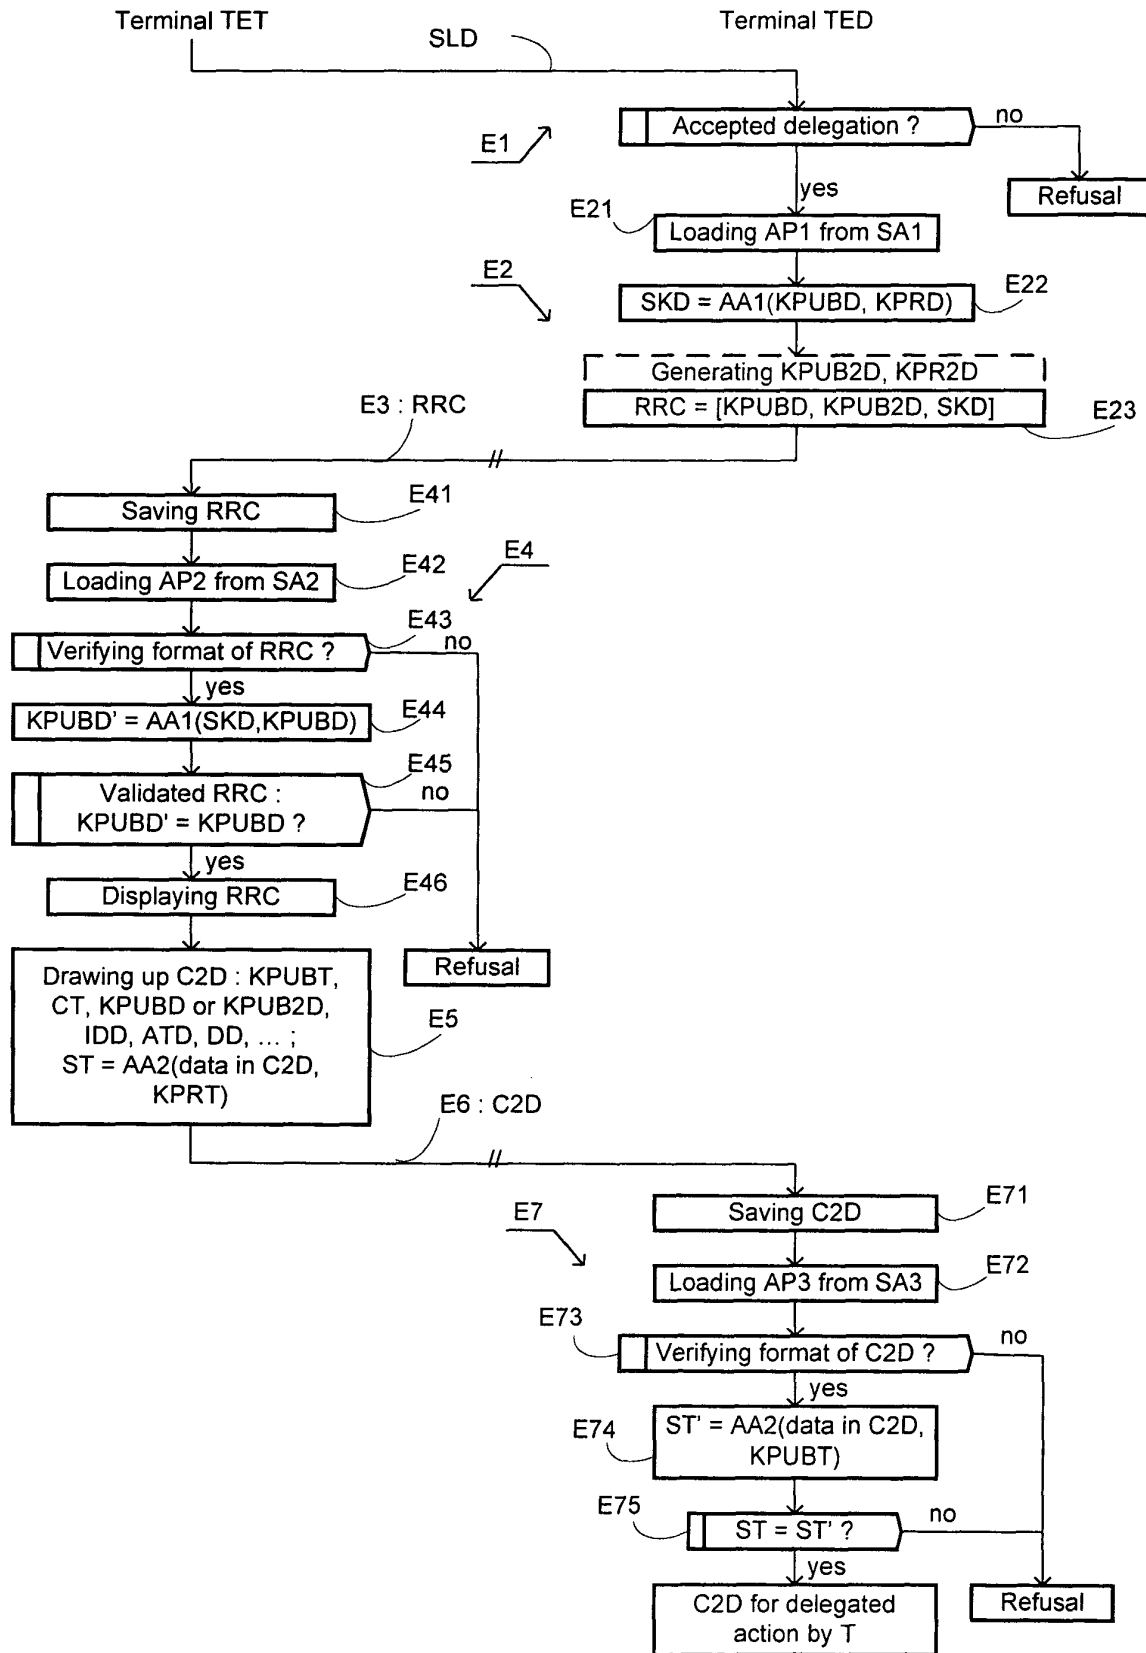 Terminal TET
Terminal TED
SLD
Accepted delegation ?
no
E1
yes
Refusal
E21
Loading AP1 from SA1
E2
E22
SKD = AA1(KPUBD, KPRD)
Generating KPUB2D, KPR2D
E3 : RRC
RRC = [KPUBD, KPUB2D, SKD]
E23
//
E41
Saving RRC
E4
E42
Loading AP2 from SA2
E43
Verifying format of RRC ?
no
yes
E44
KPUBD' = AA1(SKD,KPUBD)
E45
Validated RRC :
KPUBD' = KPUBD ?
no
yes
E46
Displaying RRC
Refusal
Drawing up C2D : KPUBT,
CT, KPUBD or KPUB2D,
IDD, ATD, DD, ... ;
ST = AA2(data in C2D,
KPRT)
E5
E6 : C2D
//
E7
E71
Saving C2D
E72
Loading AP3 from SA3
E73
Verifying format of C2D ?
no
yes
E74
ST' = AA2(data in C2D,
KPUBT)
E75
ST = ST' ?
no
yes
C2D for delegated
action by T
Refusal